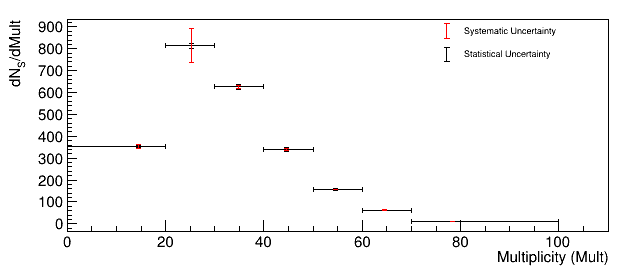 dN_S/dMult
900
800
700
600
500
400
300
200
100
0
Systematic Uncertainty
Statistical Uncertainty
0 20 40 60 80 100
Multiplicity (Mult)